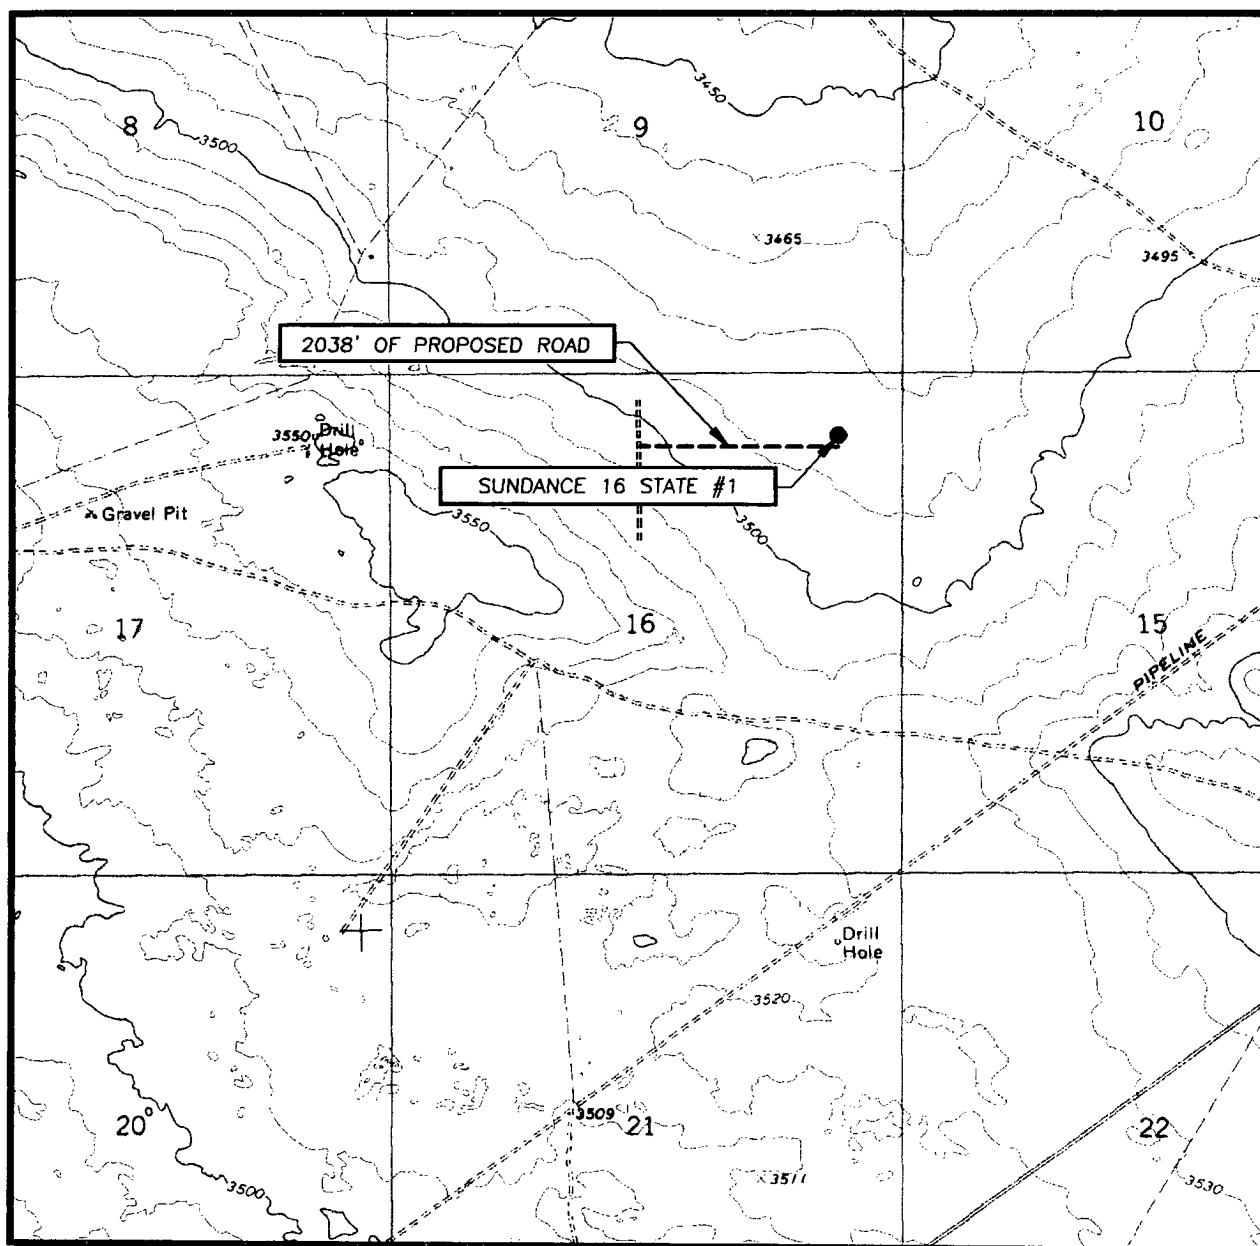 8
9
10
3450
3500
3465
3495
2038' OF PROPOSED ROAD
3550
Drill
Hole
SUNDANCE 16 STATE #1
Gravel Pit
3550
3500
17
16
15
PIPELINE
Drill
Hole
3520
20
3509
21
22
3500
3511
3530